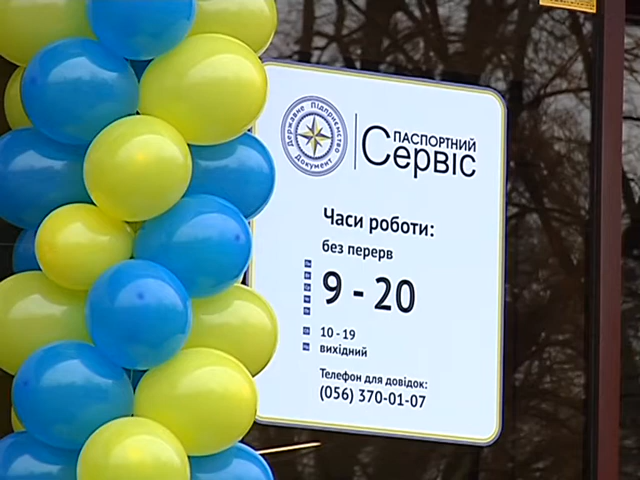 Державне Підприємство
Документ
ПАСПОРТНИЙ
Сервіс
Часи роботи:
без перерв
9 - 20
10 - 19
вихідний
Телефон для довідок:
(056) 370-01-07